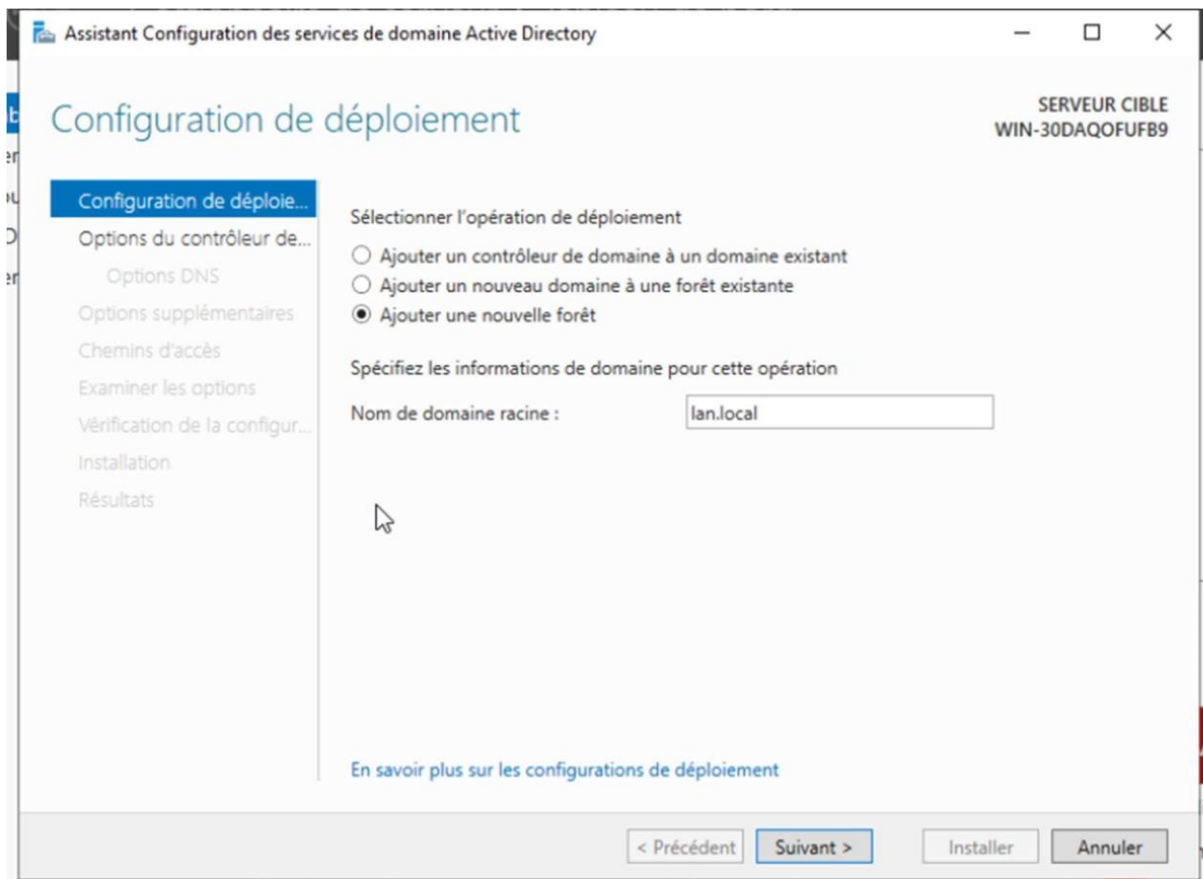 Assistant Configuration des services de domaine Active Directory
Configuration de déploiement
SERVEUR CIBLE
WIN-30DAQOFUFB9
Configuration de déploie...
Options du contrôleur de...
Options DNS
Options supplémentaires
Chemins d'accès
Examiner les options
Vérification de la configur...
Installation
Résultats
Sélectionner l'opération de déploiement
Ajouter un contrôleur de domaine à un domaine existant
Ajouter un nouveau domaine à une forêt existante
Ajouter une nouvelle forêt
Spécifiez les informations de domaine pour cette opération
Nom de domaine racine : lan.local
En savoir plus sur les configurations de déploiement
< Précédent Suivant > Installer Annuler